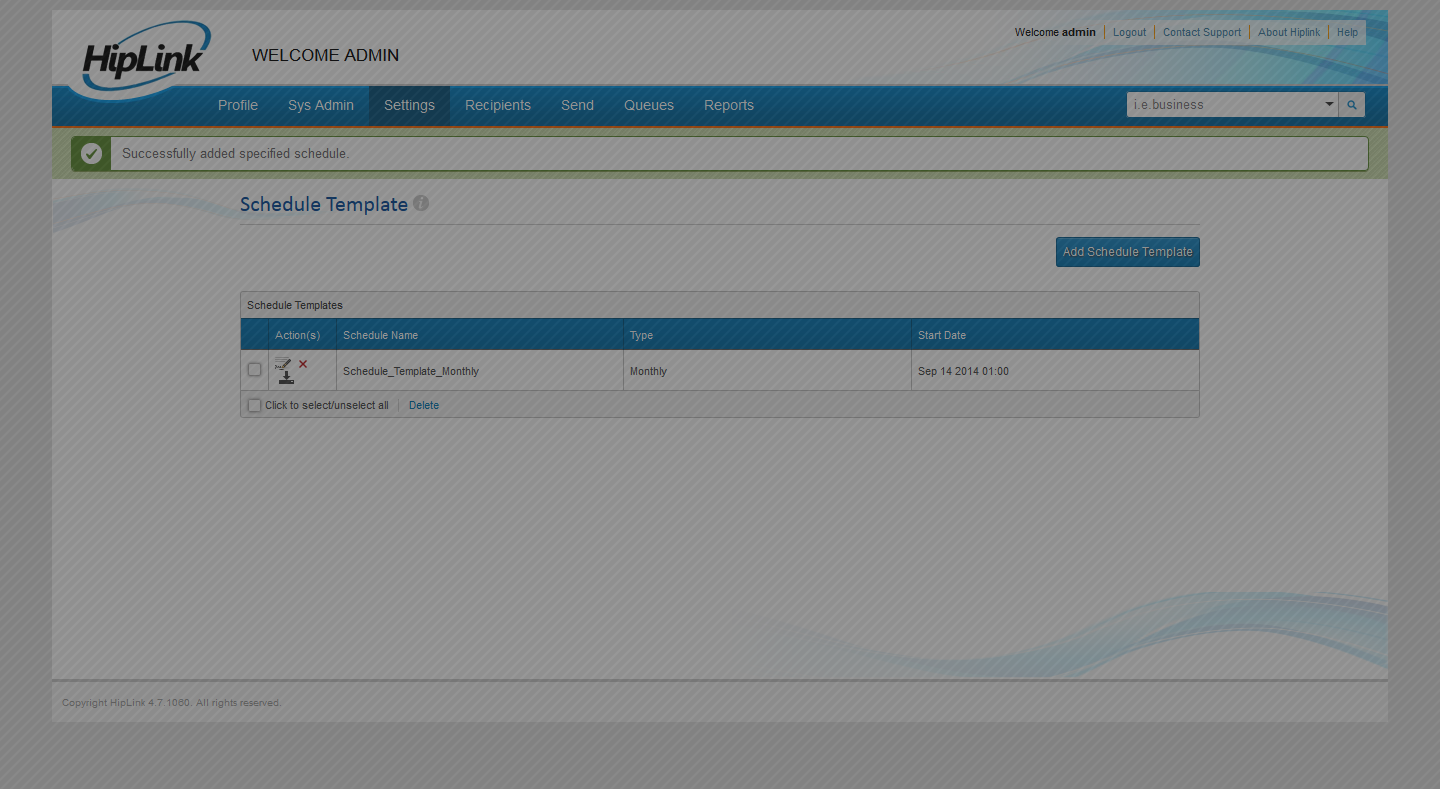 Welcome admin Logout Contact Support About Hiplink Help
HipLink
WELCOME ADMIN
Profile Sys Admin Settings Recipients Send Queues Reports i.e.business
Successfully added specified schedule.
Schedule Template i
Add Schedule Template
Schedule Templates
Action(s) Schedule Name Type Start Date
Schedule_Template_Monthly Monthly Sep 14 2014 01:00
Click to select/unselect all Delete
Copyright HipLink 4.7.1080. All rights reserved.